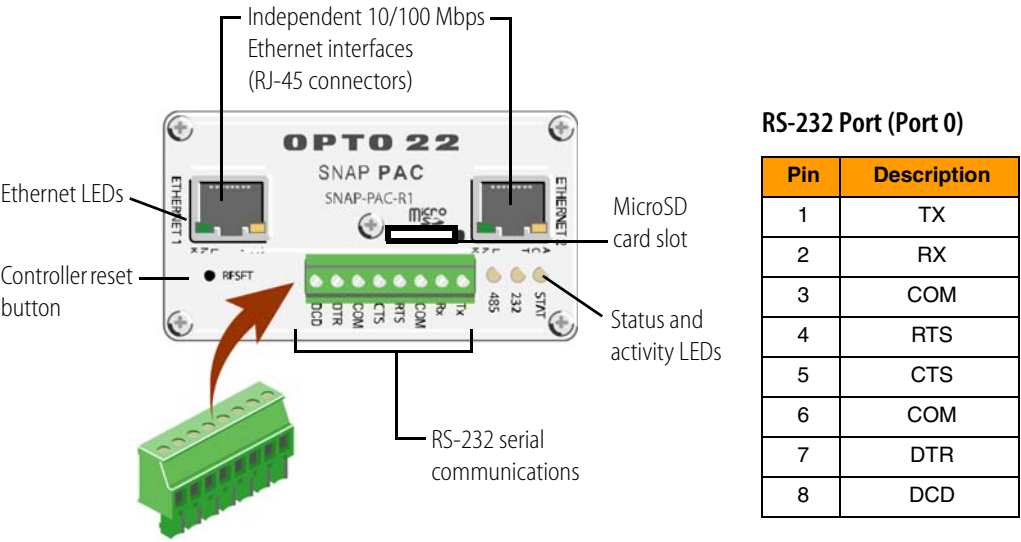 Independent 10/100 Mbps
Ethernet interfaces
(RJ-45 connectors)
OPTO 22
SNAP PAC
SNAP-PAC-R1
Micro
ETHERNET 1
ETHERNET 2
Ethernet LEDs
MicroSD
card slot
Controller reset
button
RESET
DCD
DTR
COM
CTS
RTS
COM
Rx
Tx
485
232
STAT
Status and
activity LEDs
RS-232 serial
communications
RS-232 Port (Port 0)
Pin Description
1 TX
2 RX
3 COM
4 RTS
5 CTS
6 COM
7 DTR
8 DCD